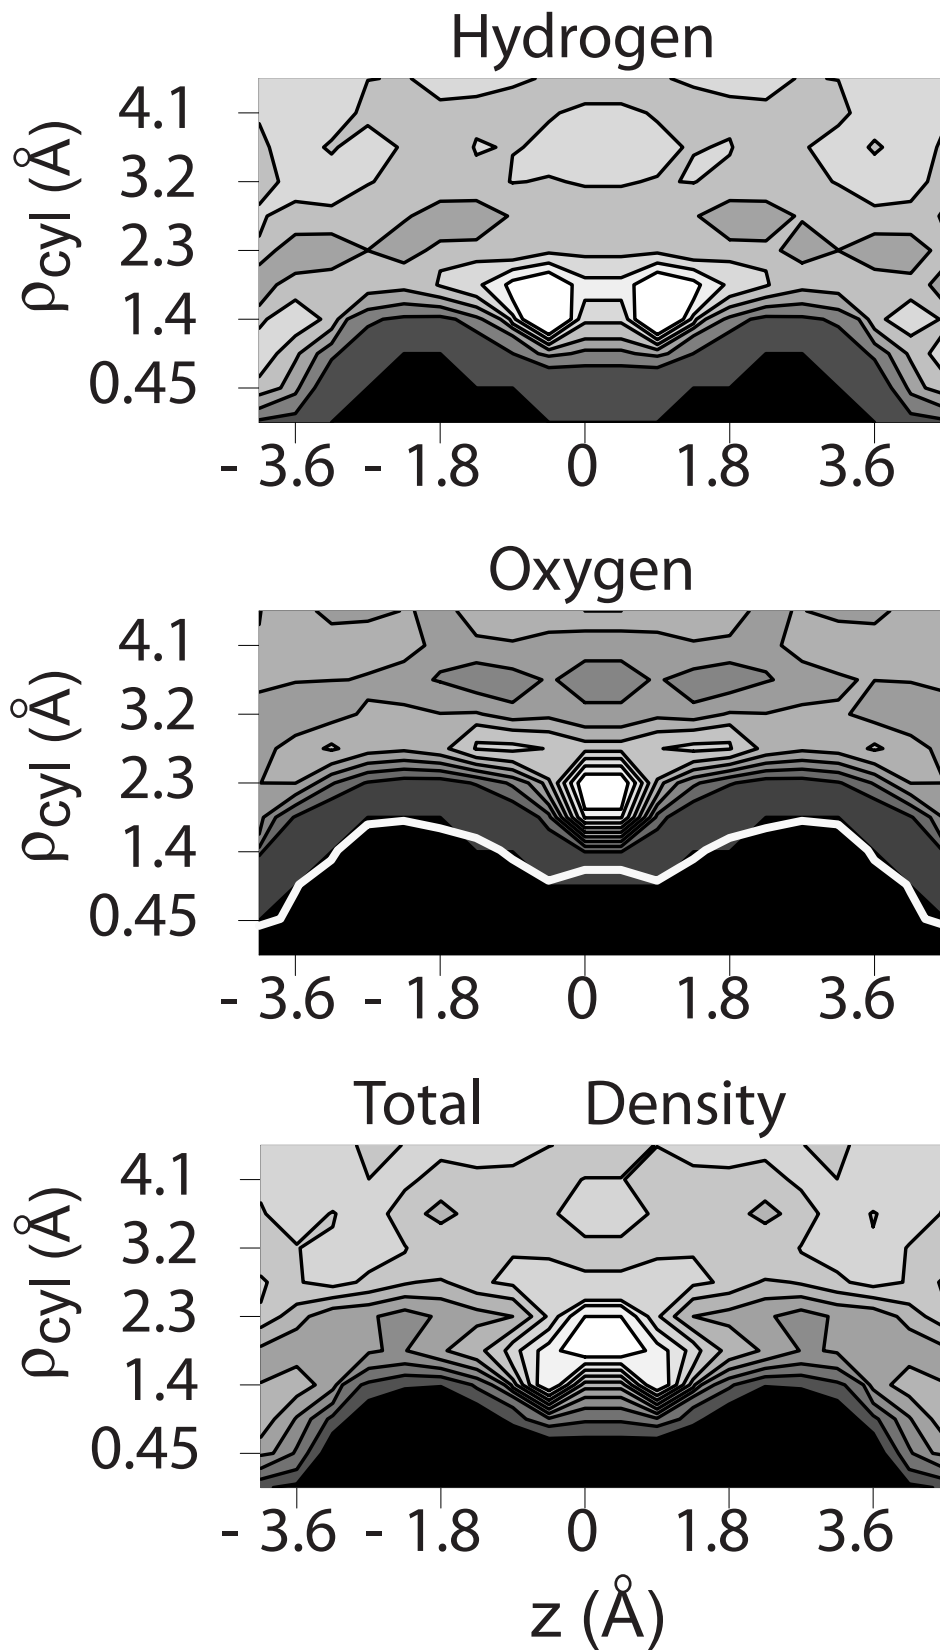 Hydrogen
ρcyl (Å)
4.1
3.2
2.3
1.4
0.45
- 3.6 - 1.8 0 1.8 3.6
Oxygen
ρcyl (Å)
4.1
3.2
2.3
1.4
0.45
- 3.6 - 1.8 0 1.8 3.6
Total Density
ρcyl (Å)
4.1
3.2
2.3
1.4
0.45
- 3.6 - 1.8 0 1.8 3.6
z (Å)